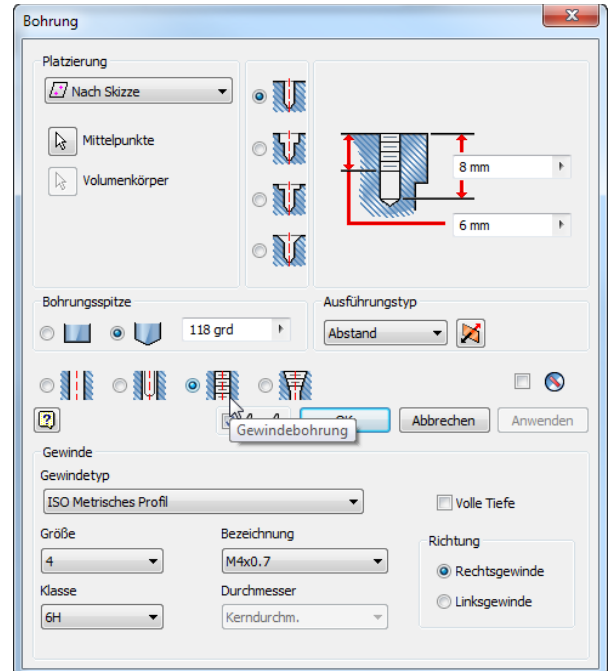 Bohrung
Platzierung
Nach Skizze
Mittelpunkte
Volumenkörper
8 mm
6 mm
Bohrungsspitze
118 grd
Ausführungstyp
Abstand
Gewindebohrung
Abbrechen
Anwenden
Gewinde
Gewindetyp
ISO Metrisches Profil
Volle Tiefe
Größe
Bezeichnung
4
M4x0.7
Richtung
Rechtsgewinde
Linksgewinde
Klasse
Durchmesser
6H
Kerndurchm.